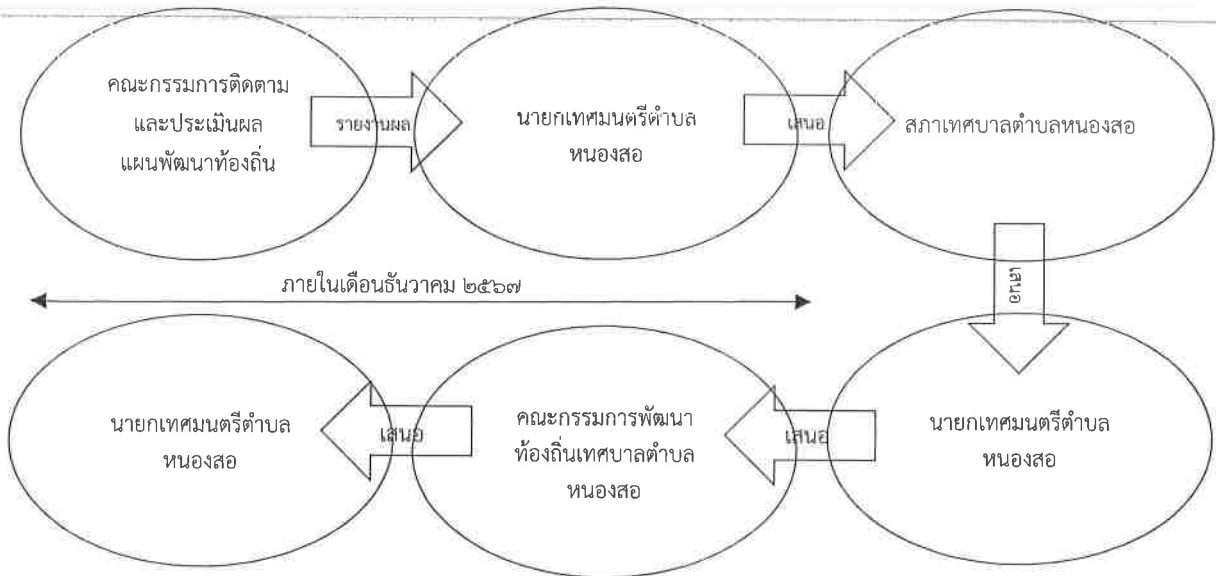 คณะกรรมการติดตาม
และประเมินผล
แผนพัฒนาท้องถิ่น
รายงานผล
นายกเทศมนตรีตำบล
หนองสอ
เสนอ
สภาเทศบาลตำบลหนองสอ
เสนอ
ภายในเดือนธันวาคม ๒๕๖๗
นายกเทศมนตรีตำบล
หนองสอ
เสนอ
คณะกรรมการพัฒนา
ท้องถิ่นเทศบาลตำบล
หนองสอ
เสนอ
นายกเทศมนตรีตำบล
หนองสอ